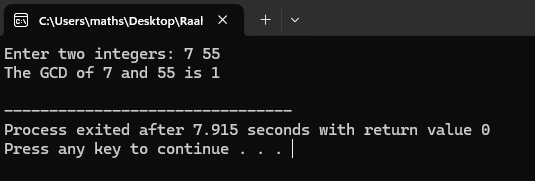 C:\Users\maths\Desktop\Raal
Enter two integers: 7 55
The GCD of 7 and 55 is 1
--------------------------------
Process exited after 7.915 seconds with return value 0
Press any key to continue . . .